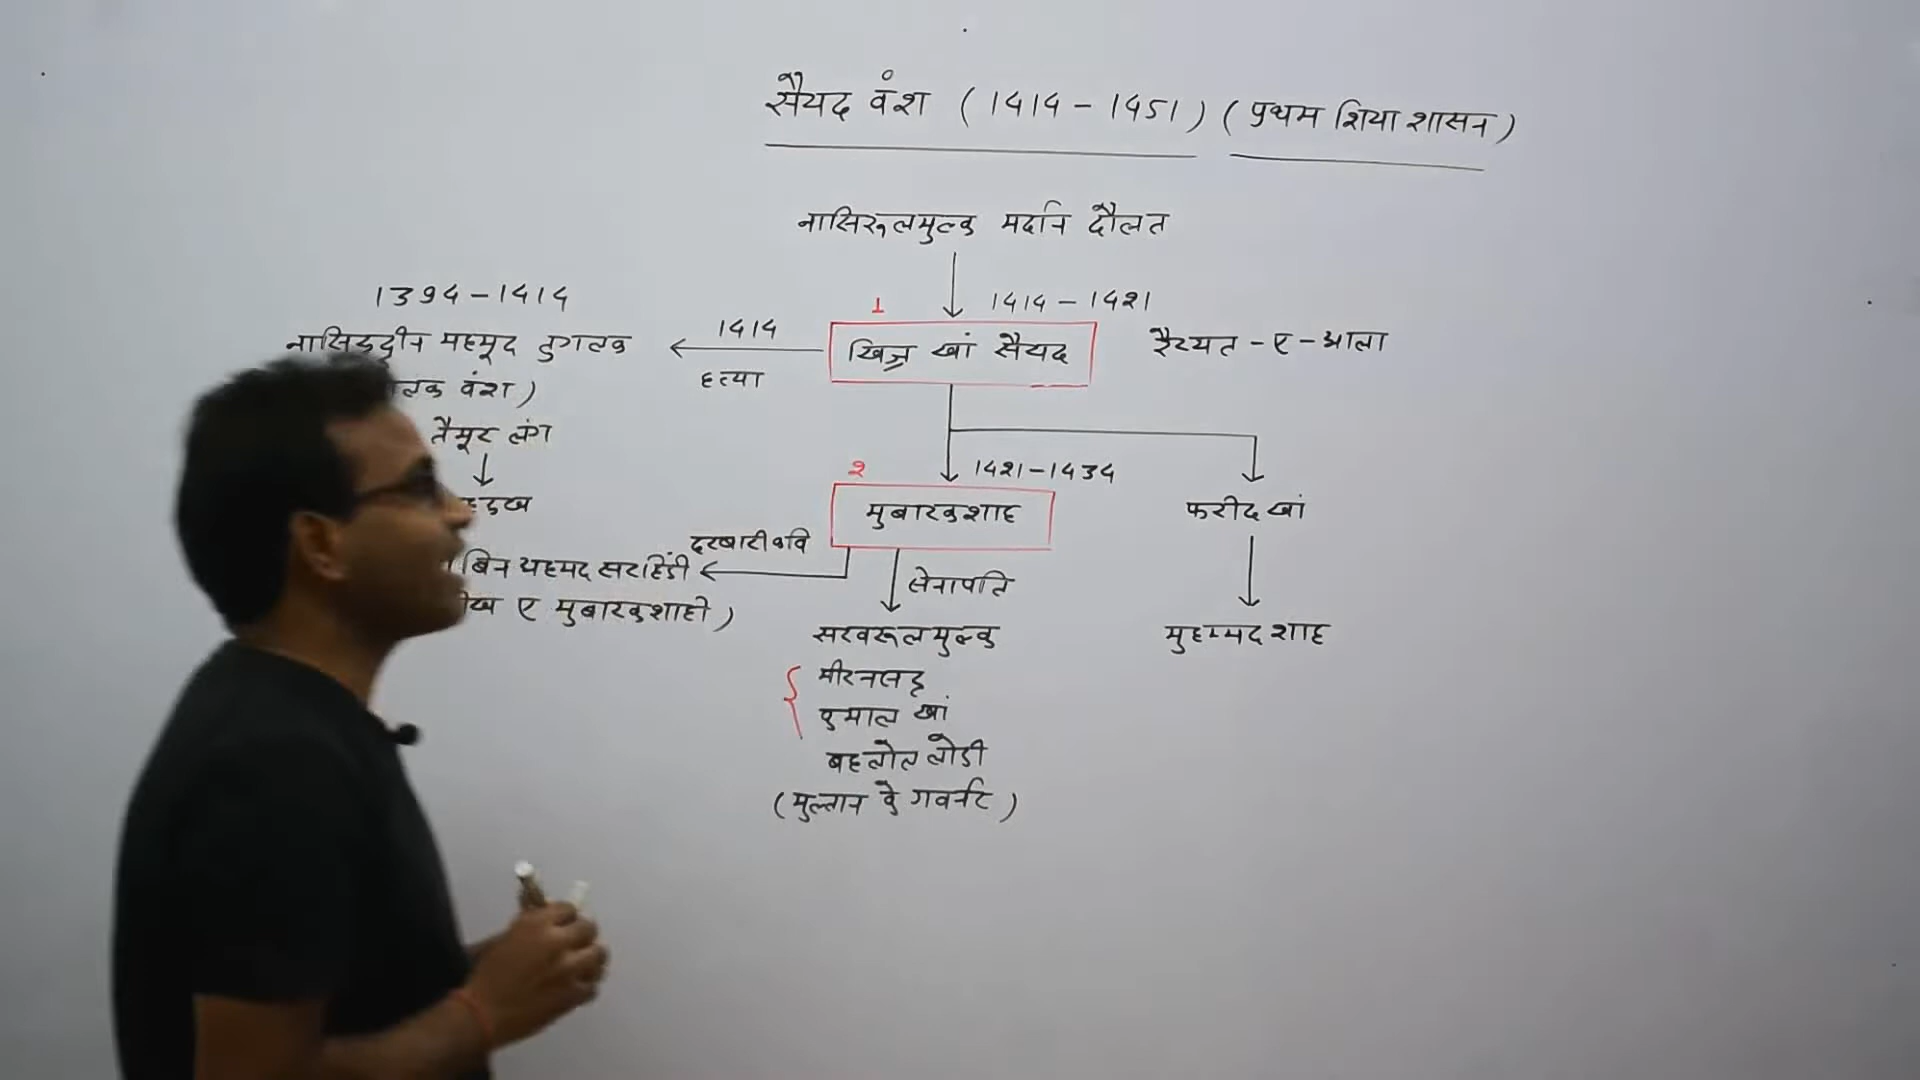 सैयद वंश (1414 - 1451) (प्रथम शिया शासन)
नासिरूलमुल्क मर्दान दौलत
1394 - 1414
नासिरुद्दीन महमूद तुगलक
लक वंश)
तैमूर लंग
1414
हत्या
1
1414 - 1421
खिज्र खां सैयद
रैय्यत - ए - आला
2
1421 - 1434
मुबारकशाह
फरीद खां
दरबारी कवि
बिन अहमद सरहिंदी
ए मुबारकशाही)
सेनापति
सरवरूलमुल्क
मुहम्मद शाह
मीरनसद्र
कमाल खां
बहलोल लोडी
(मुल्तान के गवर्नर)